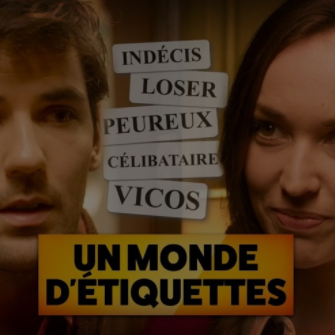 INDÉCIS
LOSER
PEUREUX
CÉLIBATAIRE
VICOS
UN MONDE
D'ÉTIQUETTES